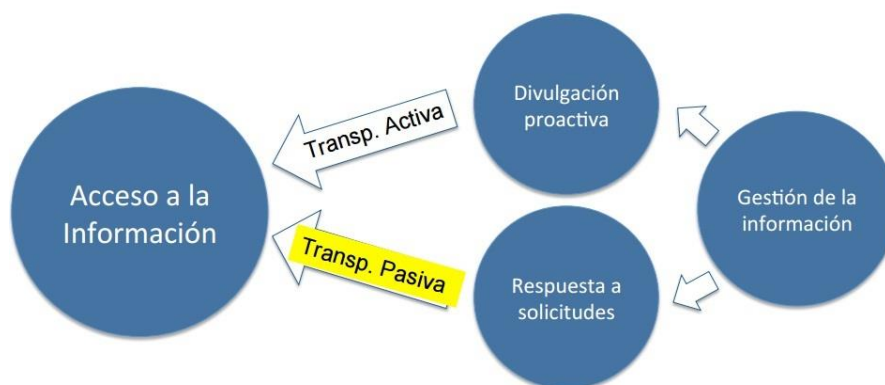 Acceso a la
Información
Transp. Activa
Transp. Pasiva
Divulgación
proactiva
Respuesta a
solicitudes
Gestión de la
información